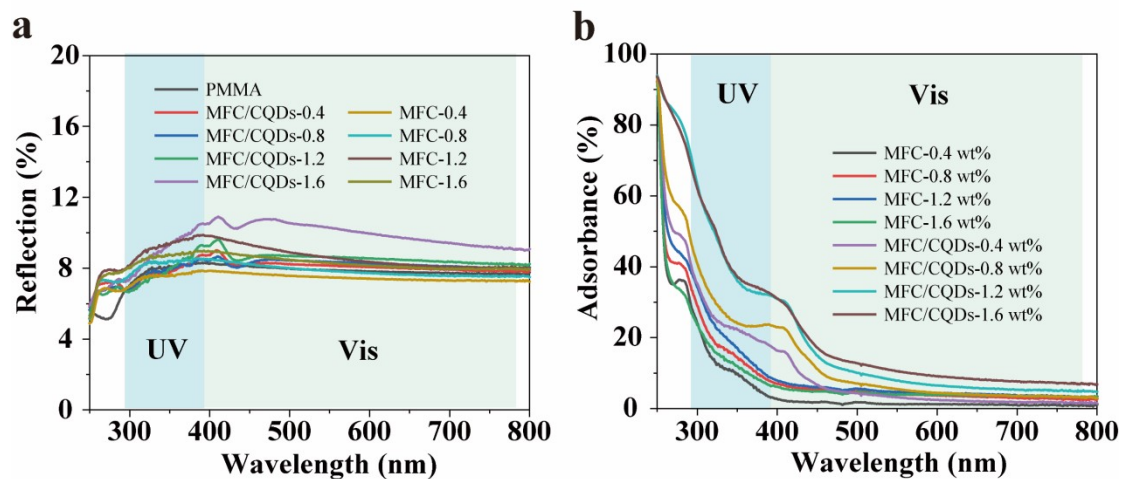 a
Reflection (%)
20
16
12
8
4
0
PMMA
MFC/CQDs-0.4
MFC-0.4
MFC/CQDs-0.8
MFC-0.8
MFC/CQDs-1.2
MFC-1.2
MFC/CQDs-1.6
MFC-1.6
UV
Vis
300 400 500 600 700 800
Wavelength (nm)
b
Adsorbance (%)
100
80
60
40
20
0
UV
Vis
MFC-0.4 wt%
MFC-0.8 wt%
MFC-1.2 wt%
MFC-1.6 wt%
MFC/CQDs-0.4 wt%
MFC/CQDs-0.8 wt%
MFC/CQDs-1.2 wt%
MFC/CQDs-1.6 wt%
300 400 500 600 700 800
Wavelength (nm)